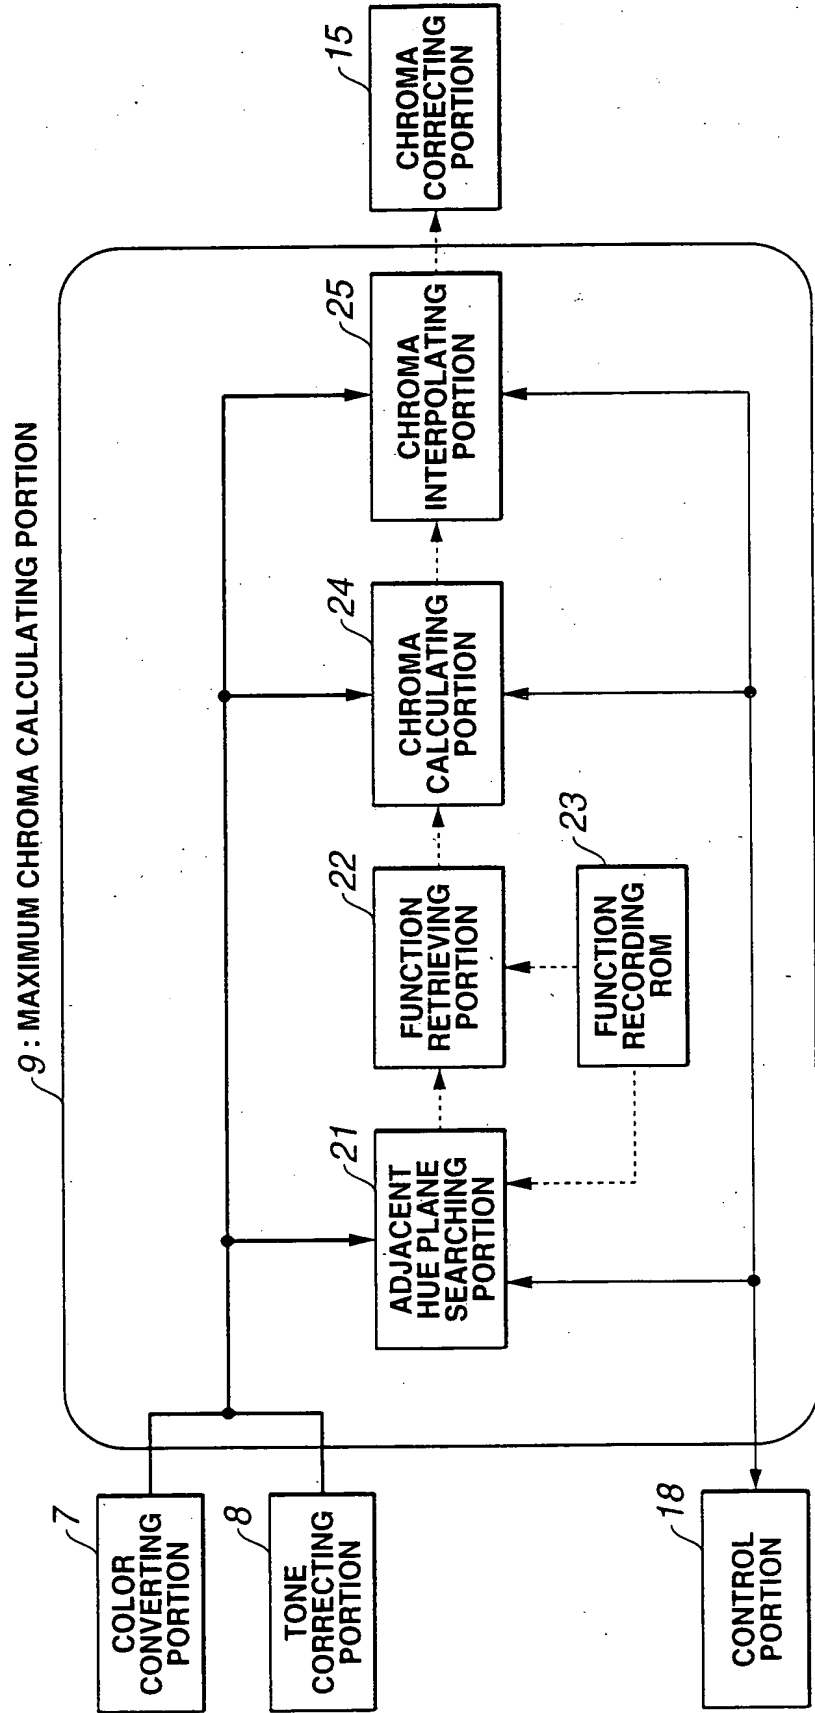 9 : MAXIMUM CHROMA CALCULATING PORTION
7
COLOR
CONVERTING
PORTION
8
TONE
CORRECTING
PORTION
21
ADJACENT
HUE PLANE
SEARCHING
PORTION
22
FUNCTION
RETRIEVING
PORTION
23
FUNCTION
RECORDING
ROM
24
CHROMA
CALCULATING
PORTION
25
CHROMA
INTERPOLATING
PORTION
15
CHROMA
CORRECTING
PORTION
18
CONTROL
PORTION